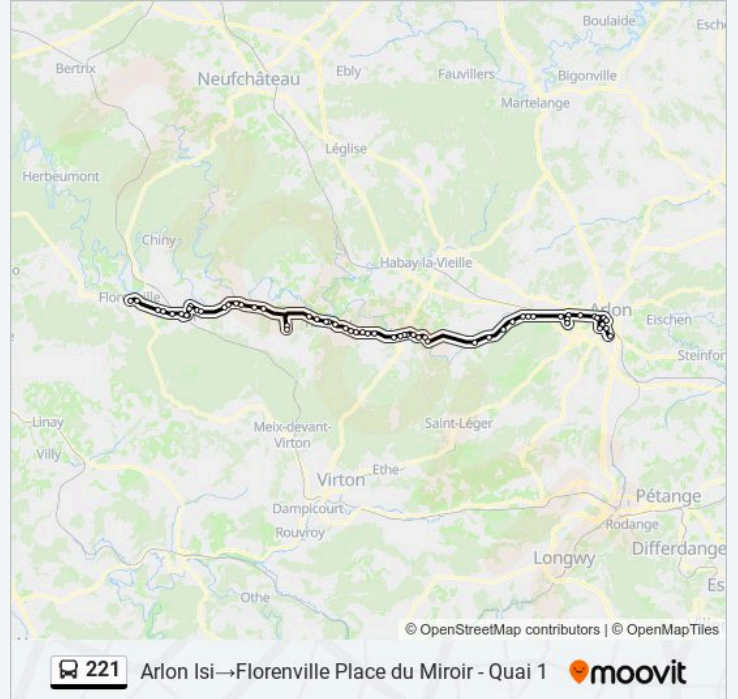 Boulaide
Esch
Bertrix
Neufchâteau
Ebly
Fauvillers
Bigonville
Martelange
Léglise
Herbeumont
Chiny
Habay-la-Vieille
o
Arlon
Eischen
Steinfor
Linay
Villy
Meix-devant-
Virton
Saint-Léger
Ethe
Virton
Pétange
Dampicourt
Rouvroy
Rodange
Differdange
Longwy
Es
Othe
© OpenStreetMap contributors | © OpenMapTiles
221 Arlon Isi→Florenville Place du Miroir - Quai 1 moovit